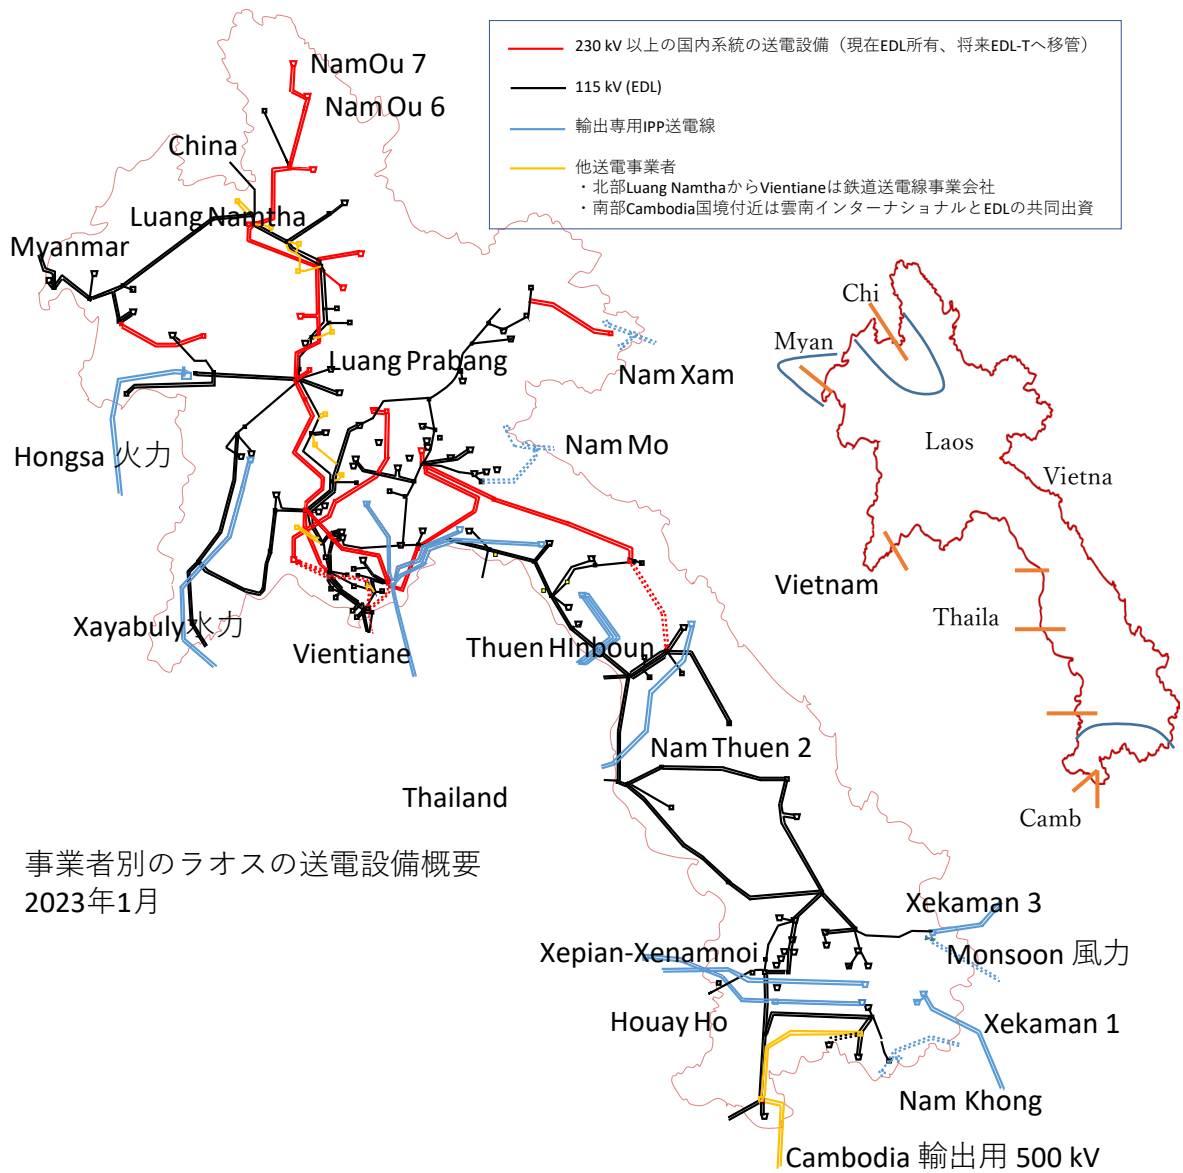 230 kV 以上の国内系統の送電設備（現在EDL所有、将来EDL-Tへ移管）
115 kV (EDL)
輸出専用IPP送電線
他送電事業者
・北部Luang NamthaからVientianeは鉄道送電線事業会社
・南部Cambodia国境付近は雲南インターナショナルとEDLの共同出資
NamOu 7
Nam Ou 6
China
Luang Namtha
Myanmar
Luang Prabang
Nam Xam
Hongsa 火力
Nam Mo
Xayabuly水力
Vientiane
Thuen HInboun
Nam Thuen 2
Thailand
事業者別のラオスの送電設備概要
2023年1月
Xekaman 3
Xepian-Xenamnoi
Monsoon 風力
Houay Ho
Xekaman 1
Nam Khong
Cambodia 輸出用 500 kV
Chi
Myan
Laos
Vietna
Vietnam
Thaila
Camb